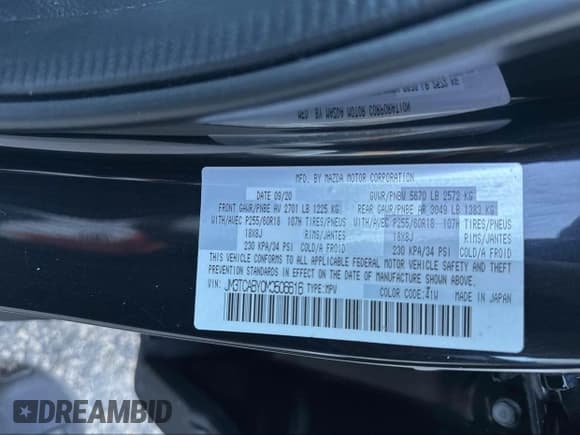 MFD. BY MAZDA MOTOR CORPORATION
DATE 09/20 GVWR/PNBM 5670 LB 2572 KG
FRONT GAWR/PNBE AV 2701 LB 1225 KG REAR GAWR/PNBE AR 3049 LB 1383 KG
WITH/AVEC P255/60R18 107H TIRES/PNEUS WITH/AVEC P255/60R18 107H TIRES/PNEUS
18X8J RIMS/JANTES 18X8J RIMS/JANTES
230 KPA/34 PSI COLD/A FROID 230 KPA/34 PSI COLD/A FROID
THIS VEHICLE CONFORMS TO ALL APPLICABLE FEDERAL MOTOR VEHICLE SAFETY, AND THEFT
PREVENTION STANDARDS IN EFFECT ON THE DATE OF MANUFACTURE SHOWN ABOVE
VIN: JM3TCABY0M0506616 TYPE:MPV COLOR CODE:41W MADE IN JAPAN
DREAMBID